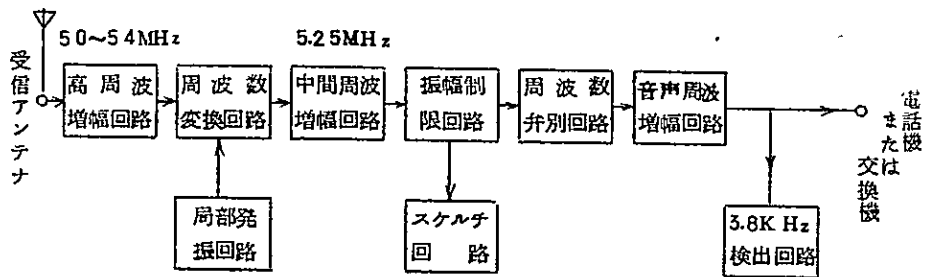 50~54MHz
5.25MHz
受信アンテナ
高周波
増幅回路
周波数
変換回路
中間周波
増幅回路
振幅制
限回路
周波数
弁別回路
音声周波
増幅回路
電話機
または
交換機
局部発
振回路
スケルチ
回路
3.8K Hz
検出回路